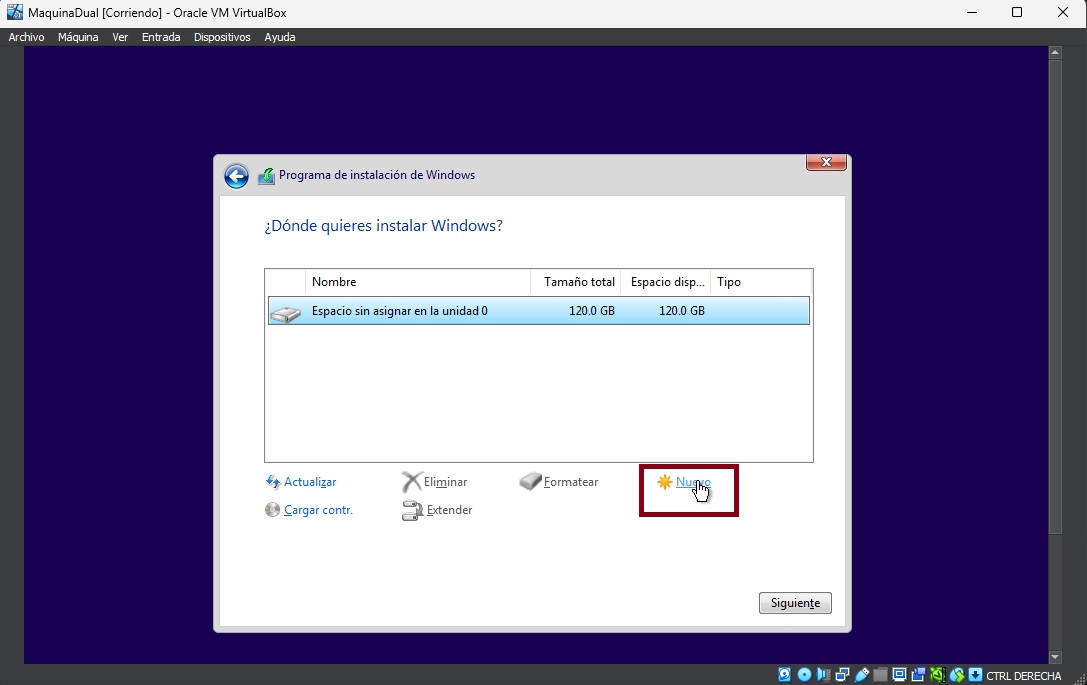 MaquinaDual [Corriendo] - Oracle VM VirtualBox
Archivo Máquina Ver Entrada Dispositivos Ayuda
Programa de instalación de Windows
¿Dónde quieres instalar Windows?
Nombre Tamaño total Espacio disp... Tipo
Espacio sin asignar en la unidad 0 120.0 GB 120.0 GB
Actualizar Eliminar Formatear Nuevo
Cargar contr. Extender
Siguiente
CTRL DERECHA